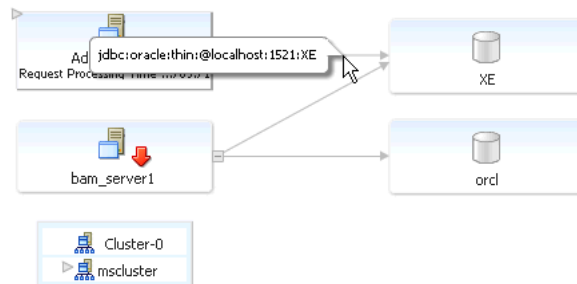 jdbc:oracle:thin:@localhost:1521:XE
Ad
Request Processing Time
XE
bam_server1
orcl
Cluster-0
mscluster